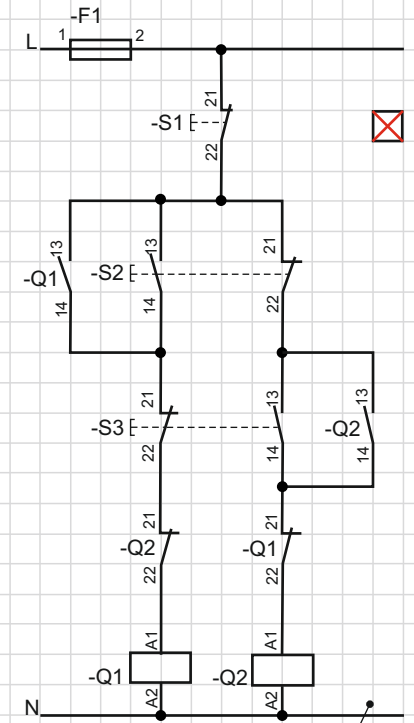 -F1
L 1 2
21
-S1
22
13 13 21
-Q1 -S2
14 14 22
21 13 13
-S3 -Q2
22 14 14
21 21
-Q2 -Q1
22 22
A1 A1
-Q1 -Q2
A2 A2
N